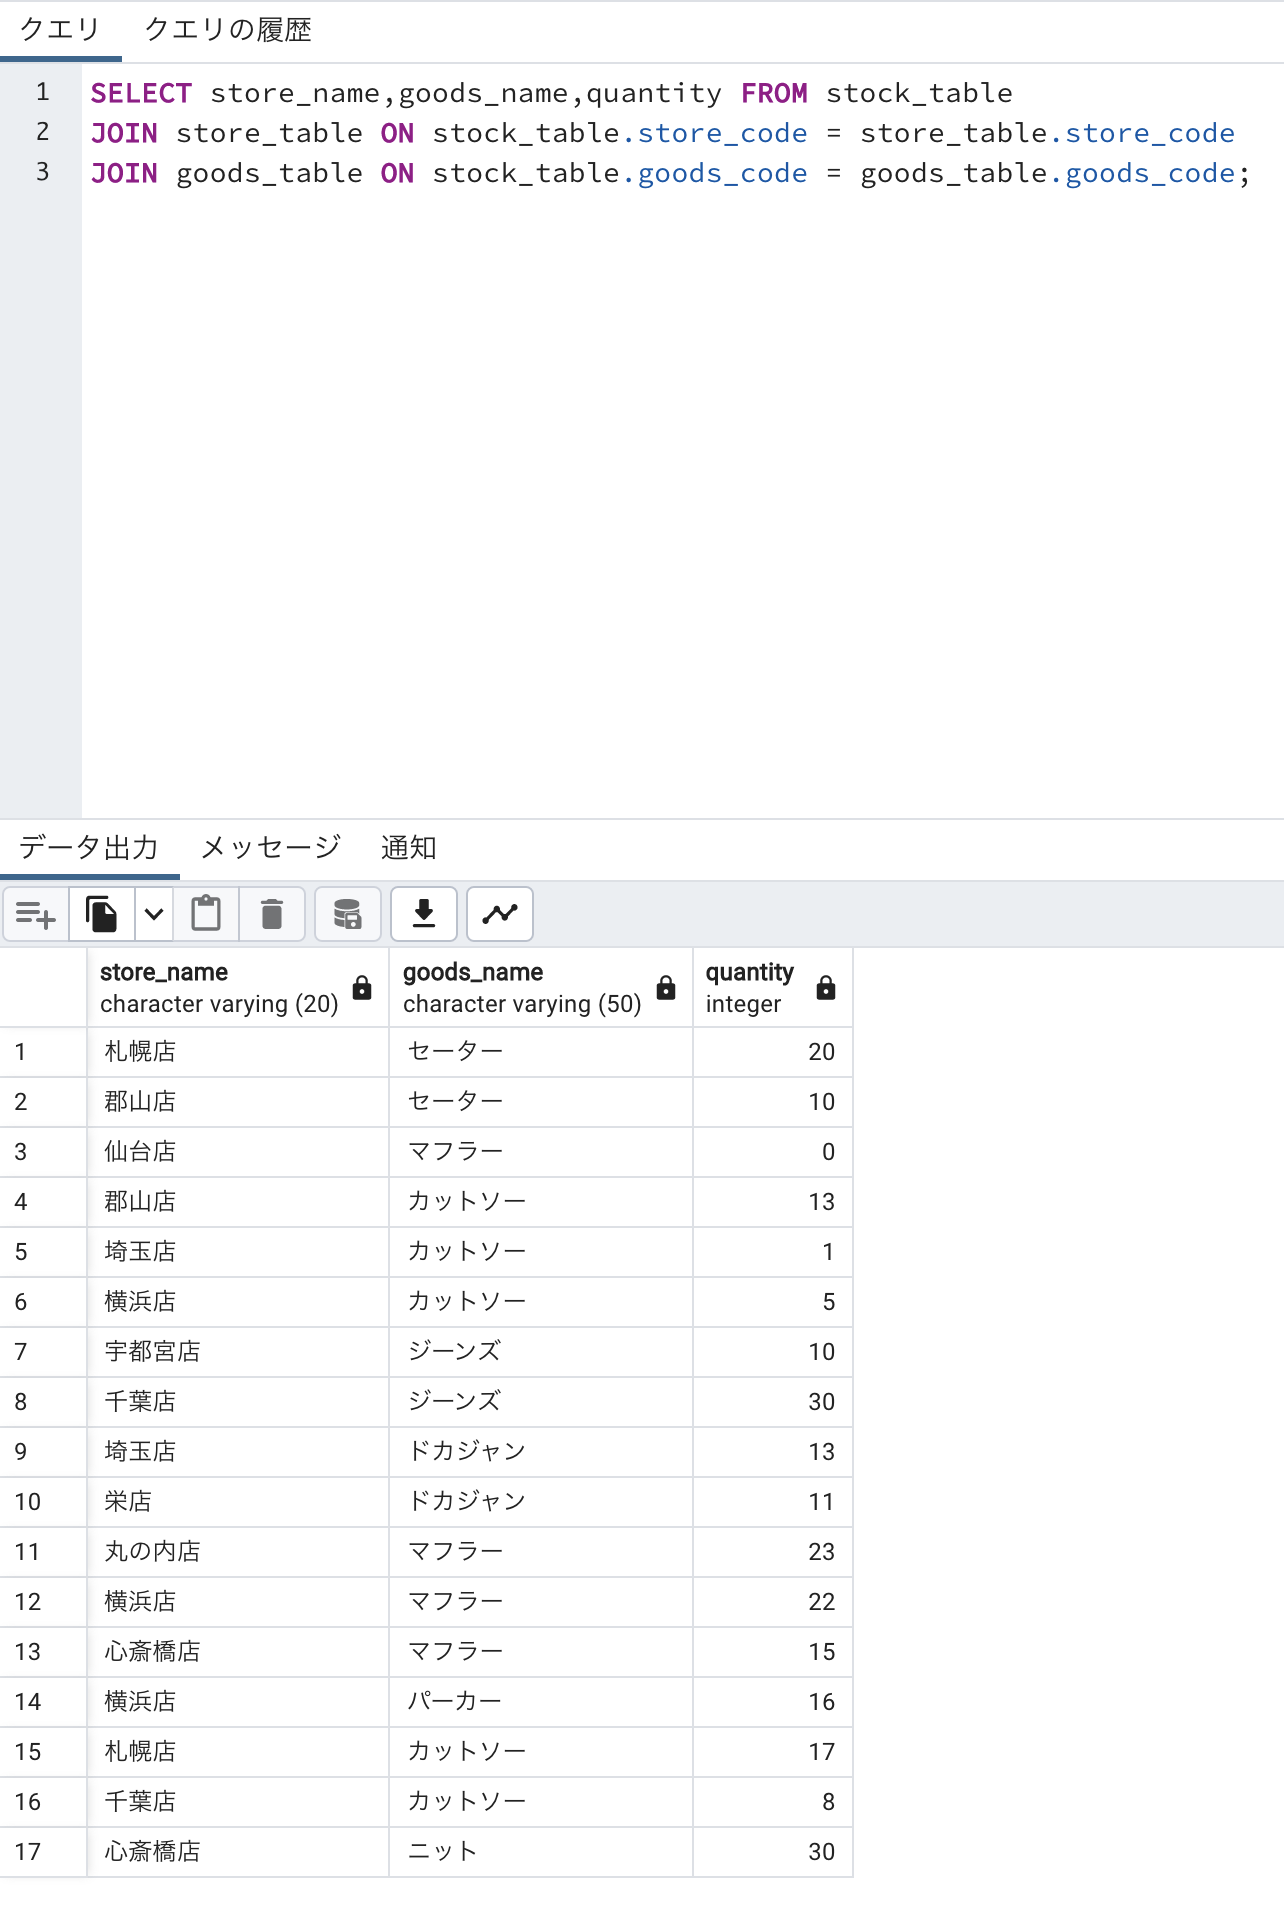 クエリ クエリの履歴
1 SELECT store_name,goods_name,quantity FROM stock_table
2 JOIN store_table ON stock_table.store_code = store_table.store_code
3 JOIN goods_table ON stock_table.goods_code = goods_table.goods_code;
データ出力 メッセージ 通知
store_name goods_name quantity
character varying (20) character varying (50) integer
1 札幌店 セーター 20
2 郡山店 セーター 10
3 仙台店 マフラー 0
4 郡山店 カットソー 13
5 埼玉店 カットソー 1
6 横浜店 カットソー 5
7 宇都宮店 ジーンズ 10
8 千葉店 ジーンズ 30
9 埼玉店 ドカジャン 13
10 栄店 ドカジャン 11
11 丸の内店 マフラー 23
12 横浜店 マフラー 22
13 心斎橋店 マフラー 15
14 横浜店 パーカー 16
15 札幌店 カットソー 17
16 千葉店 カットソー 8
17 心斎橋店 ニット 30